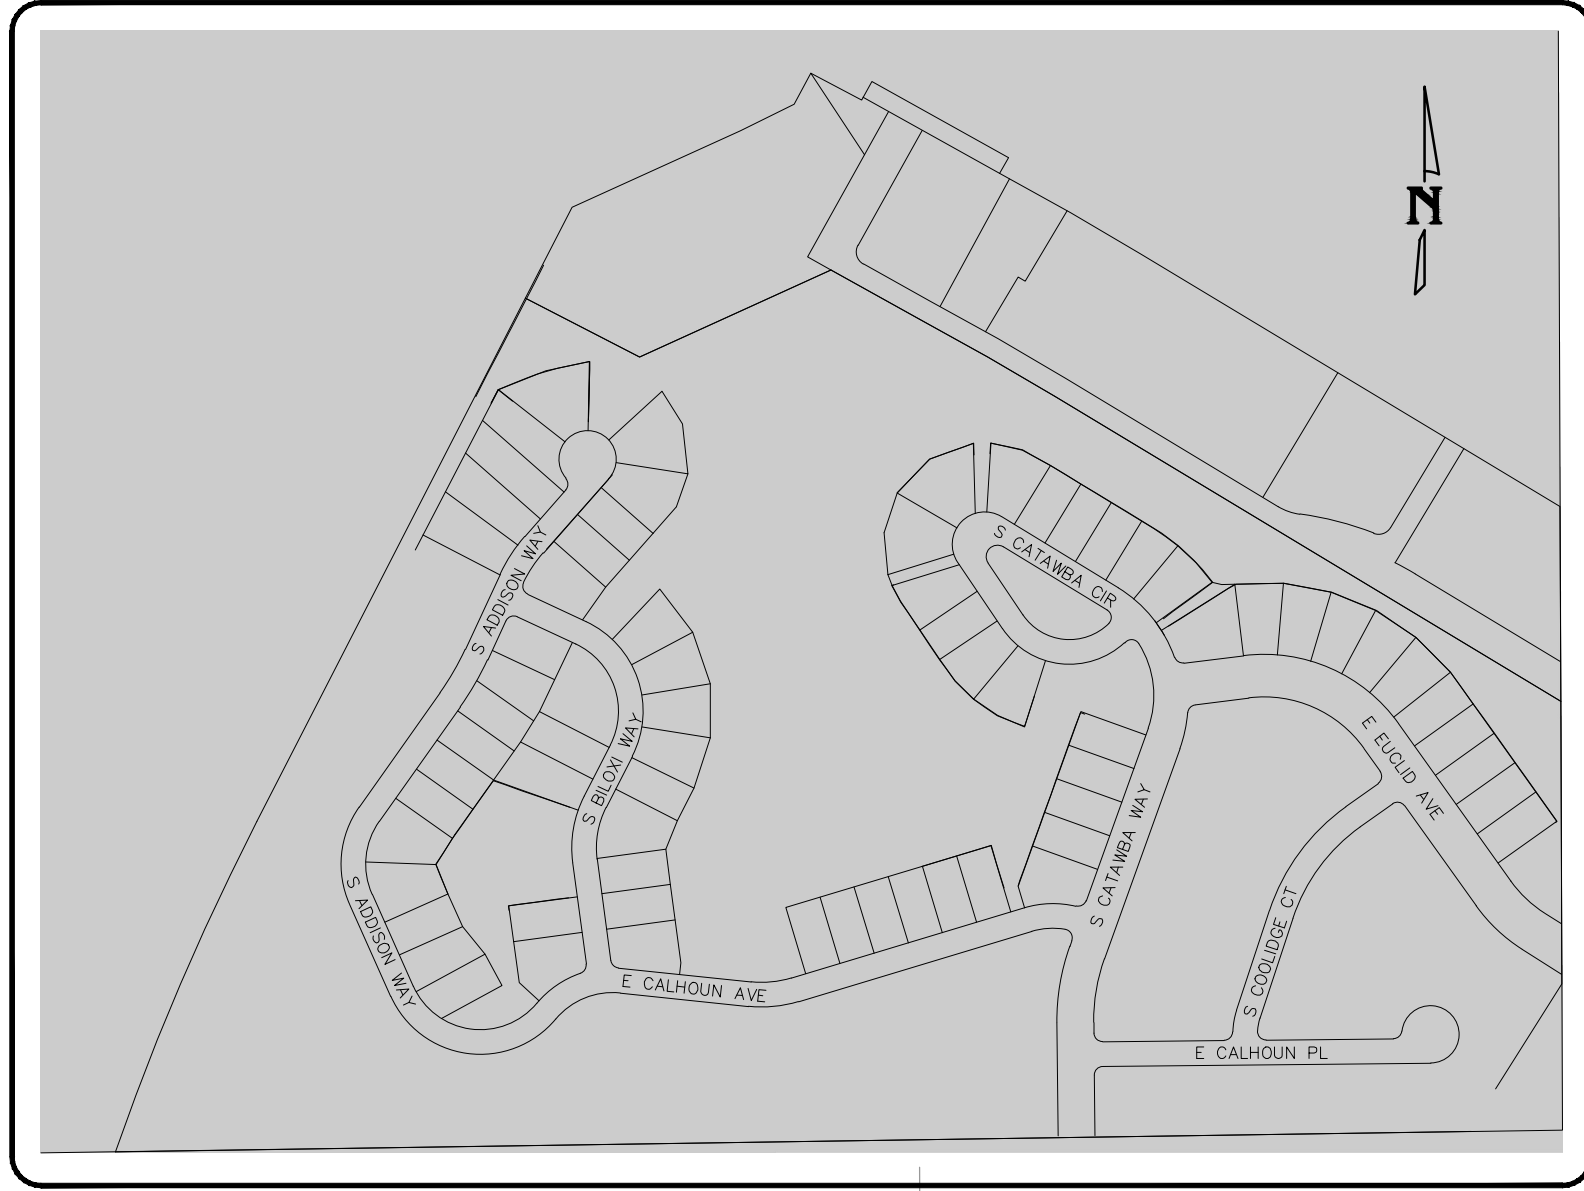 N
S ADDISON WAY
S CATAWBA CIR
S BILOXI WAY
E EUCLID AVE
S CATAWBA WAY
S ADDISON WAY
S COOLIDGE CT
E CALHOUN AVE
E CALHOUN PL